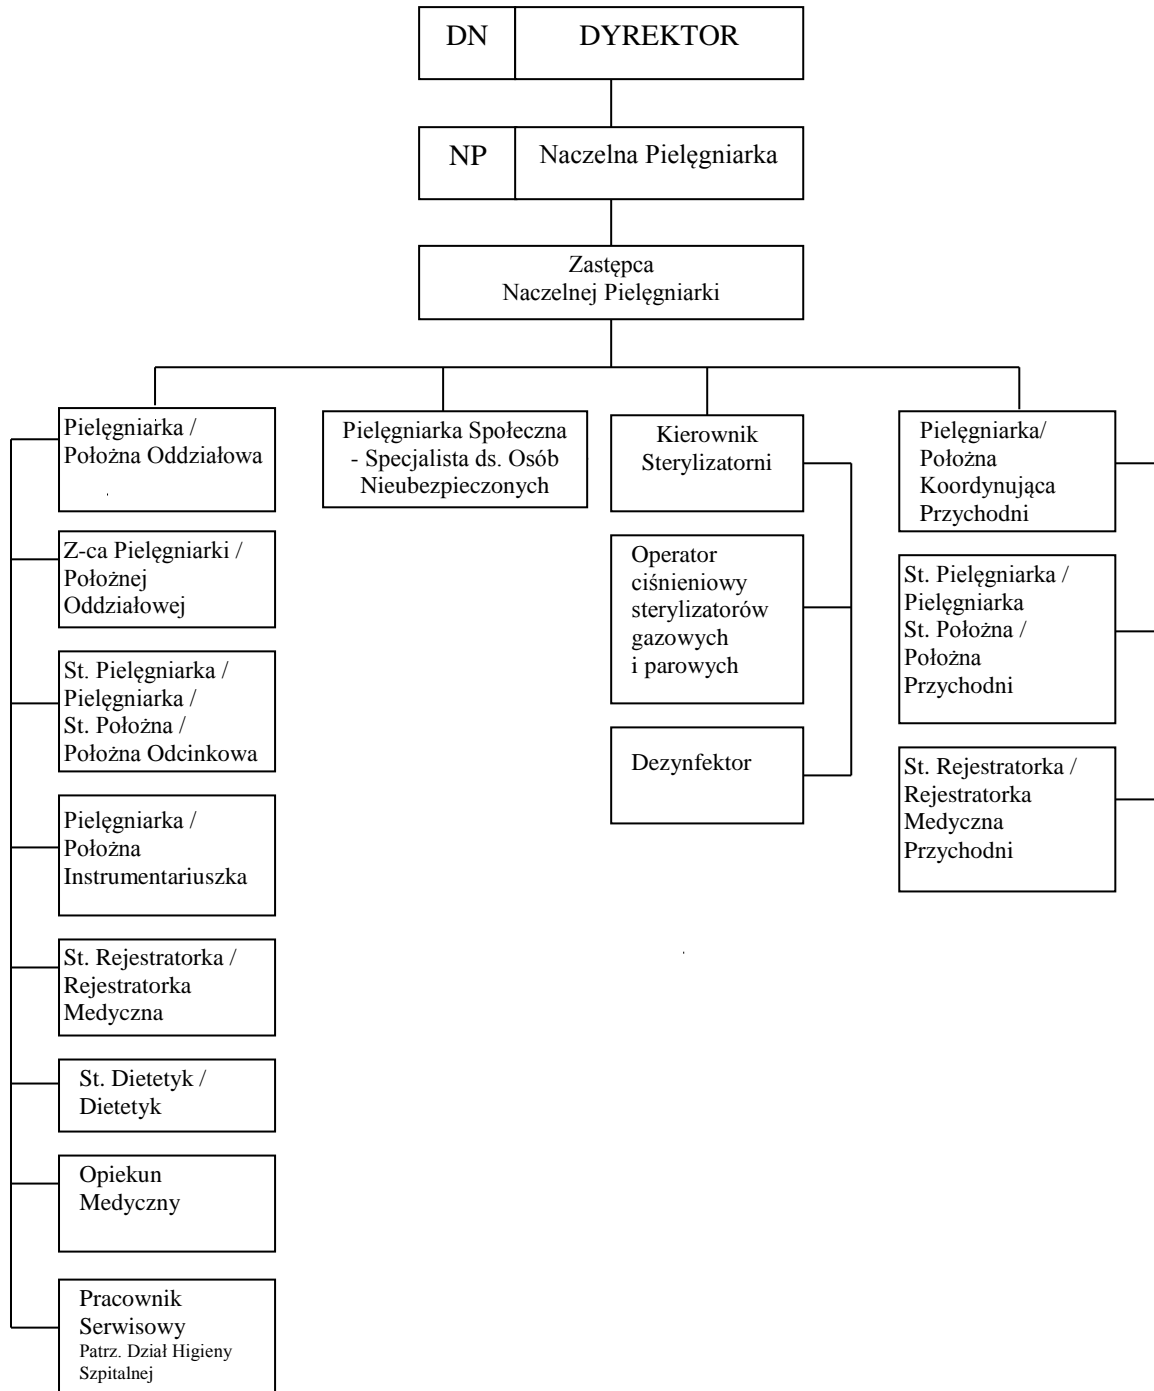 DN DYREKTOR
NP Naczelna Pielęgniarka
Zastępca
Naczelnej Pielęgniarki
Pielęgniarka /
Położna Oddziałowa
Z-ca Pielęgniarki /
Położnej
Oddziałowej
St. Pielęgniarka /
Pielęgniarka /
St. Położna /
Położna Odcinkowa
Pielęgniarka /
Położna
Instrumentariuszka
St. Rejestratorka /
Rejestratorka
Medyczna
St. Dietetyk /
Dietetyk
Opiekun
Medyczny
Pracownik
Serwisowy
Patrz. Dział Higieny
Szpitalnej
Pielęgniarka Społeczna
- Specjalista ds. Osób
Nieubezpieczonych
Kierownik
Sterylizatorni
Operator
ciśnieniowy
sterylizatorów
gazowych
i parowych
Dezynfektor
Pielęgniarka/
Położna
Koordynująca
Przychodni
St. Pielęgniarka /
Pielęgniarka
St. Położna /
Położna
Przychodni
St. Rejestratorka /
Rejestratorka
Medyczna
Przychodni